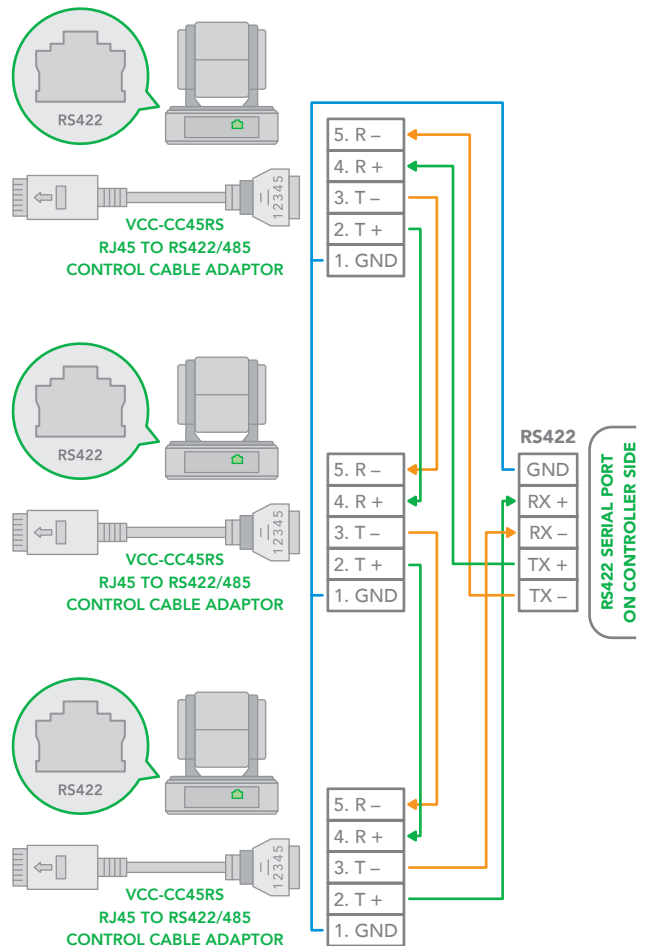 RS422
12345
VCC-CC45RS
RJ45 TO RS422/485
CONTROL CABLE ADAPTOR
5. R –
4. R +
3. T –
2. T +
1. GND
RS422
12345
VCC-CC45RS
RJ45 TO RS422/485
CONTROL CABLE ADAPTOR
5. R –
4. R +
3. T –
2. T +
1. GND
RS422
GND
RX +
RX –
TX +
TX –
RS422 SERIAL PORT
ON CONTROLLER SIDE
RS422
12345
VCC-CC45RS
RJ45 TO RS422/485
CONTROL CABLE ADAPTOR
5. R –
4. R +
3. T –
2. T +
1. GND